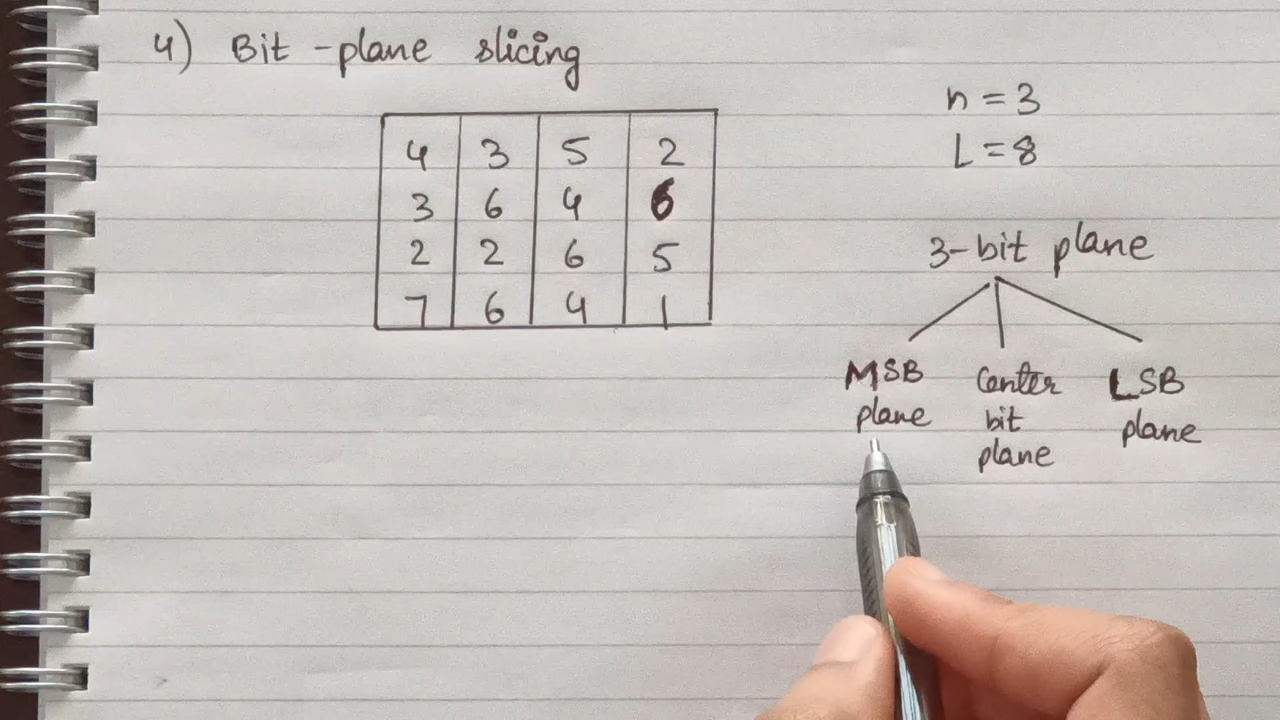 4) Bit-plane slicing
4 3 5 2
3 6 4 6
2 2 6 5
7 6 4 1
n = 3
L = 8
3-bit plane
MSB
plane
Center
bit
plane
LSB
plane